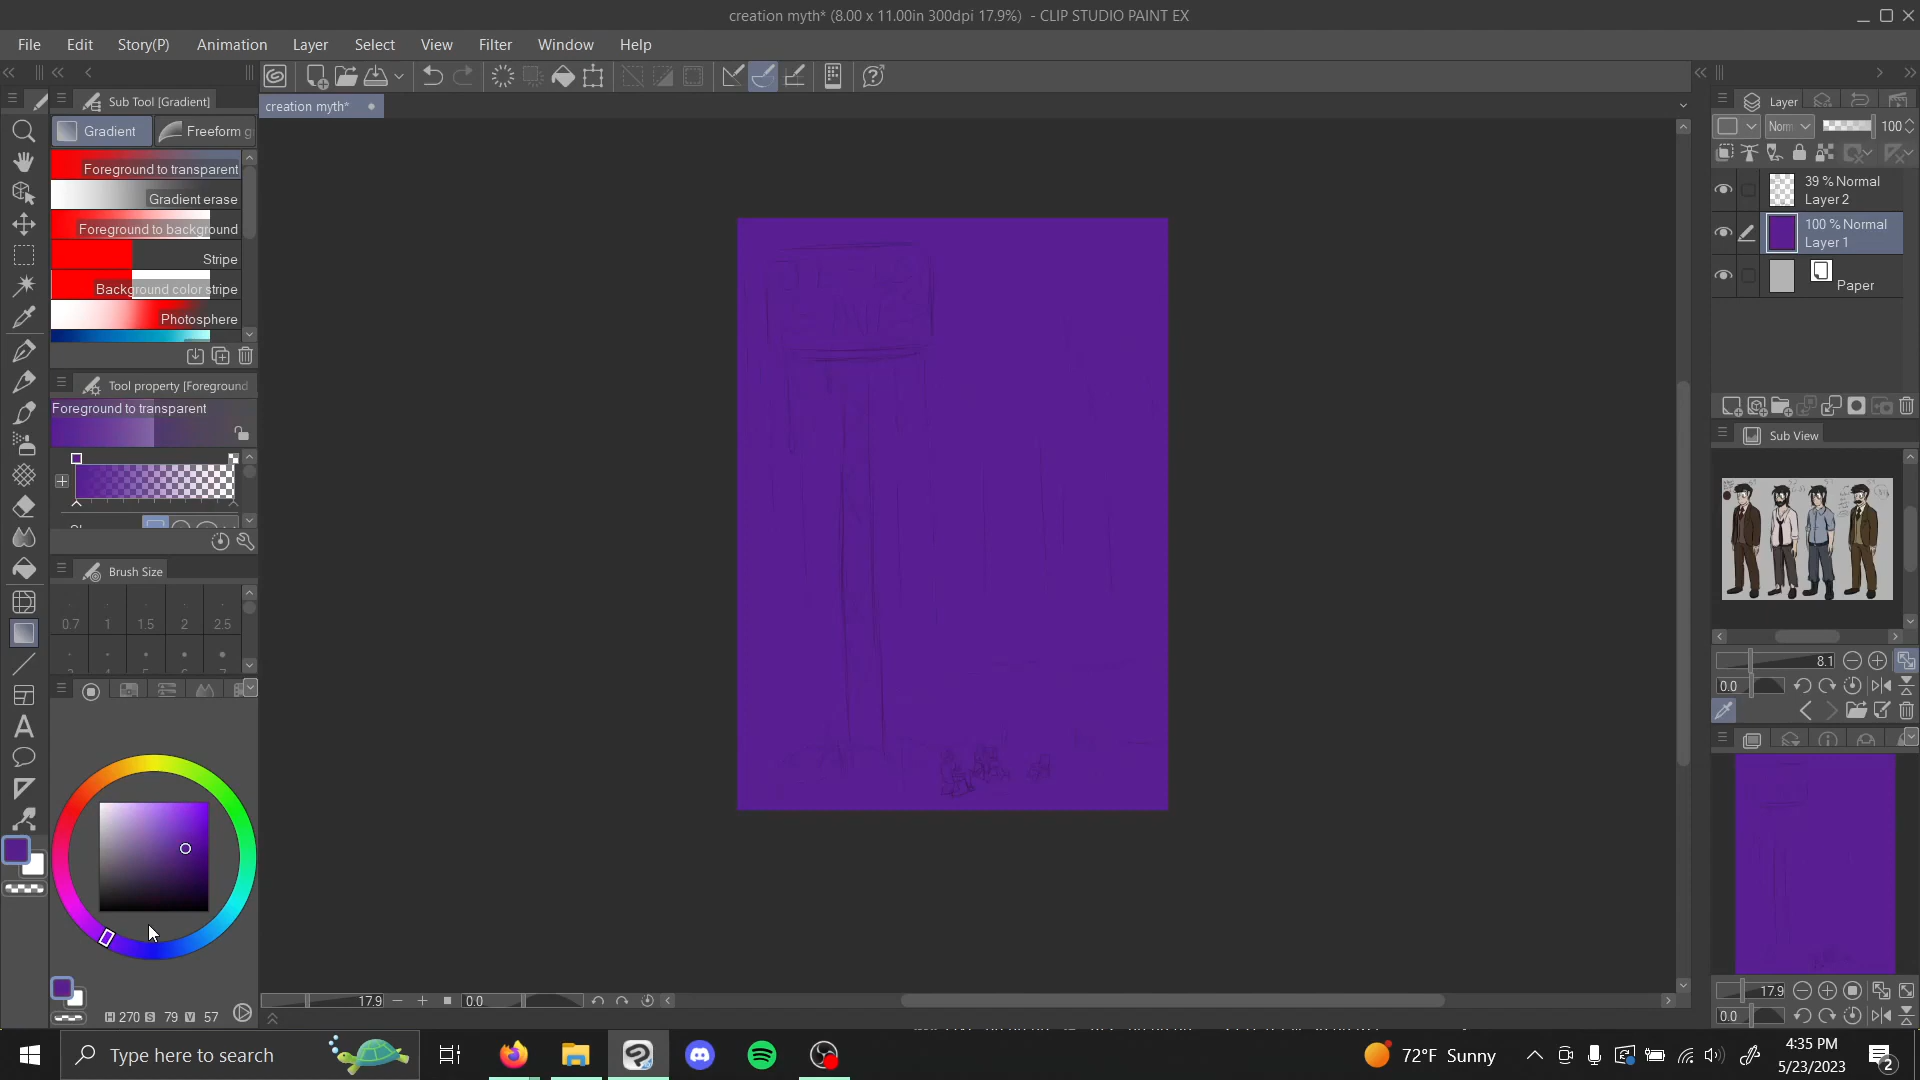 creation myth* (8.00 x 11.00in 300dpi 17.9%) - CLIP STUDIO PAINT EX
File Edit Story(P) Animation Layer Select View Filter Window Help
Sub Tool [Gradient]
creation myth*
Gradient Freeform
Foreground to transparent
Gradient erase
Foreground to background
Stripe
Background color stripe
Photosphere
Tool property [Foreground
Foreground to transparent
Brush Size
0.7 1 1.5 2 2.5
H 270 S 79 V 57
17.9 0.0
Layer
Norm 100
39 % Normal
Layer 2
100 % Normal
Layer 1
Paper
Sub View
8.1
0.0
17.9
0.0
Type here to search
72°F Sunny
4:35 PM
5/23/2023
2